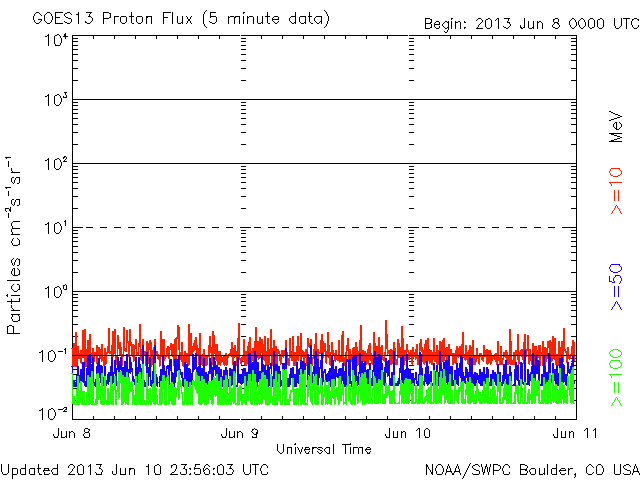 GOES13 Proton Flux (5 minute data)
Begin: 2013 Jun 8 0000 UTC
Particles cm⁻²s⁻¹sr⁻¹
10⁴
10³
10²
10¹
10⁰
10⁻¹
10⁻²
Jun 8
Jun 9
Jun 10
Jun 11
Universal Time
MeV
>=10
>=50
>=100
Updated 2013 Jun 10 23:56:03 UTC
NOAA/SWPC Boulder, CO USA